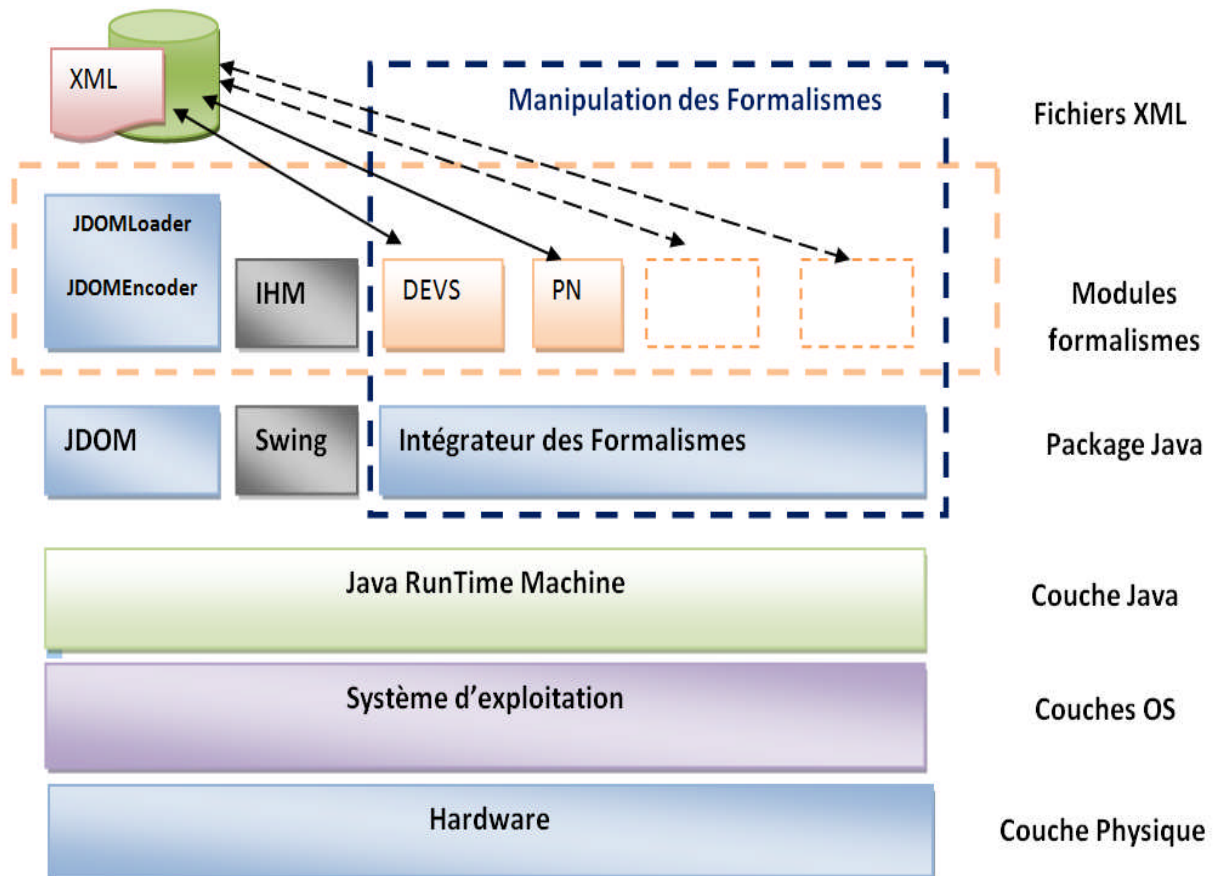 XML
Manipulation des Formalismes
Fichiers XML
JDOMLoader
JDOMEncoder
IHM
DEVS
PN
Modules
formalismes
JDOM
Swing
Intégrateur des Formalismes
Package Java
Java RunTime Machine
Couche Java
Système d'exploitation
Couches OS
Hardware
Couche Physique